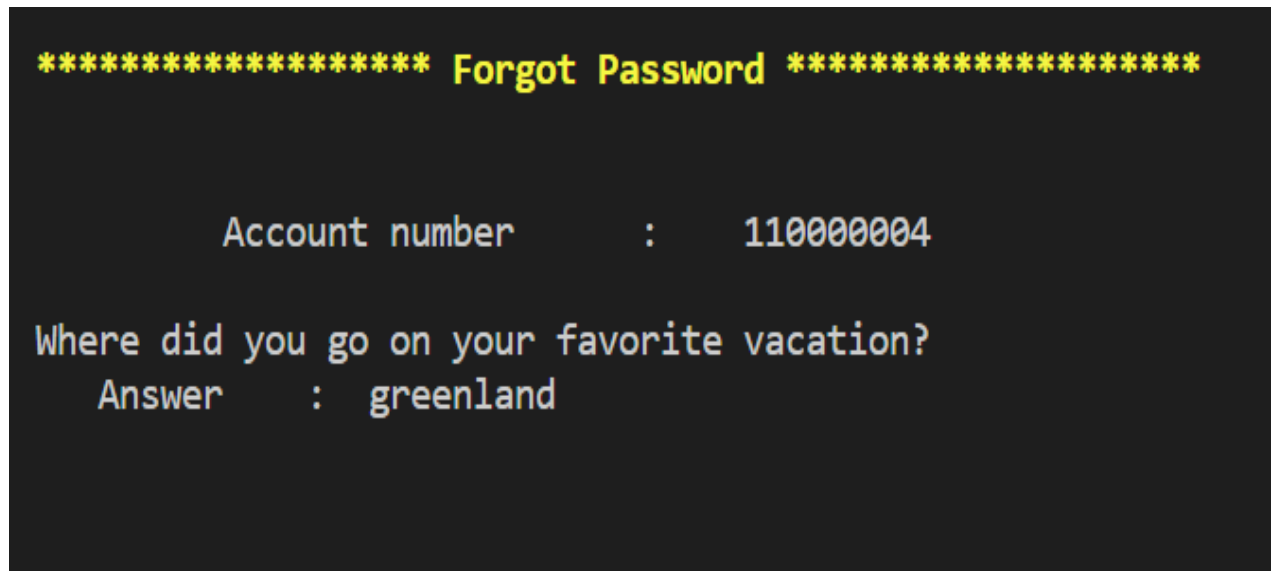 ******************* Forgot Password ********************
Account number : 110000004
Where did you go on your favorite vacation?
Answer : greenland